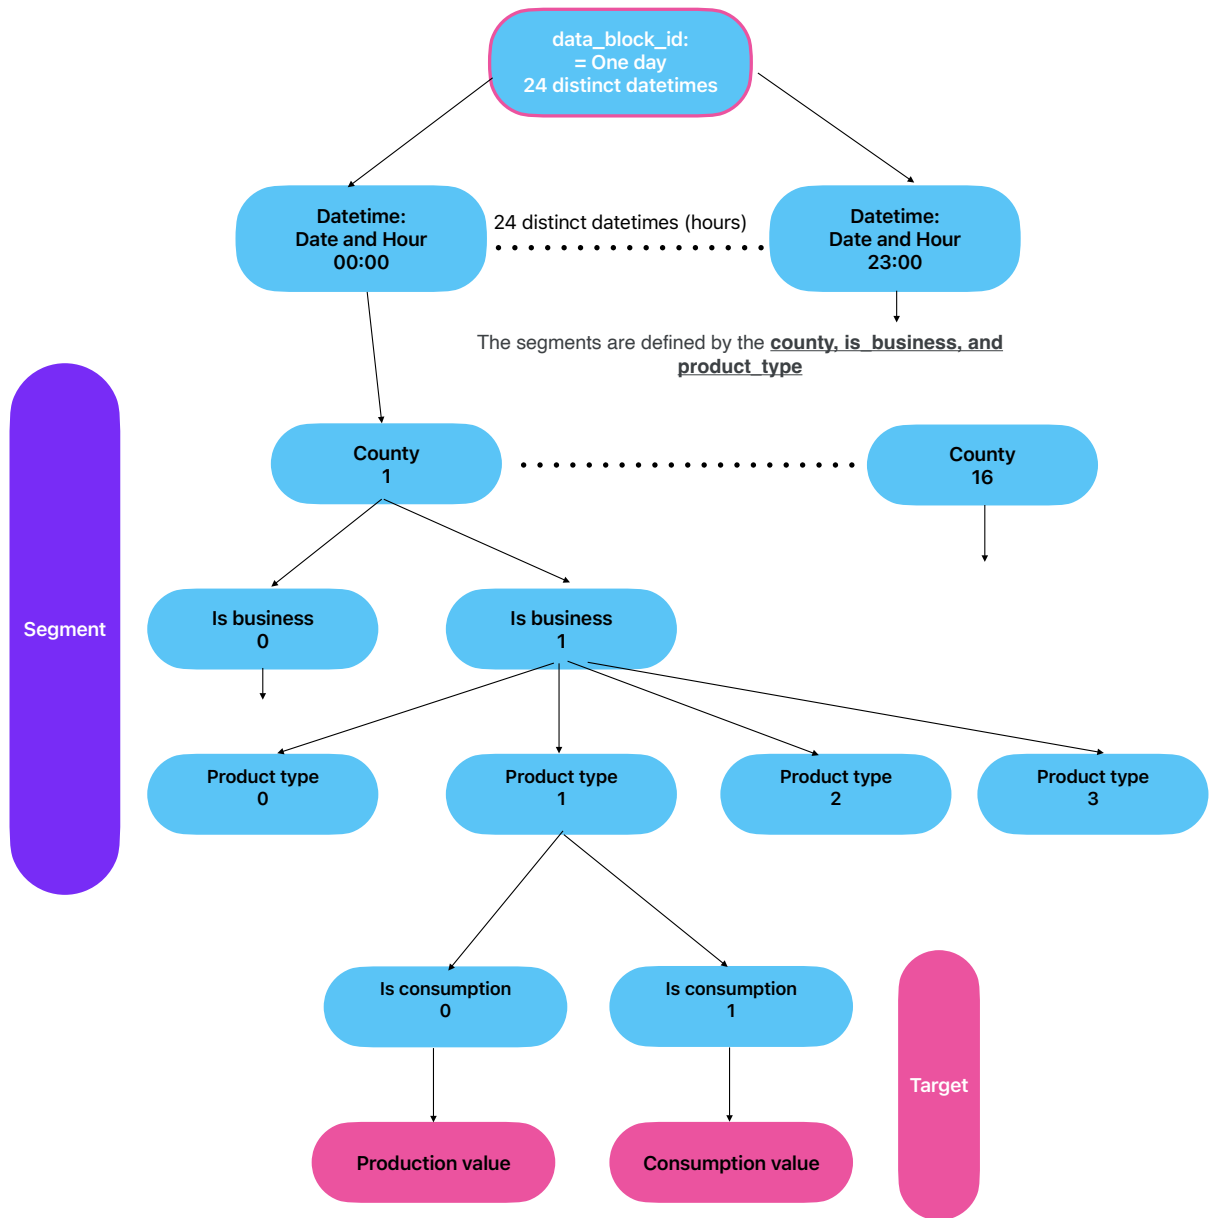 data_block_id:
= One day
24 distinct datetimes
Datetime:
Date and Hour
00:00
24 distinct datetimes (hours)
Datetime:
Date and Hour
23:00
The segments are defined by the county, is_business, and
product_type
County
1
County
16
Segment
Is business
0
Is business
1
Product type
0
Product type
1
Product type
2
Product type
3
Is consumption
0
Is consumption
1
Target
Production value
Consumption value